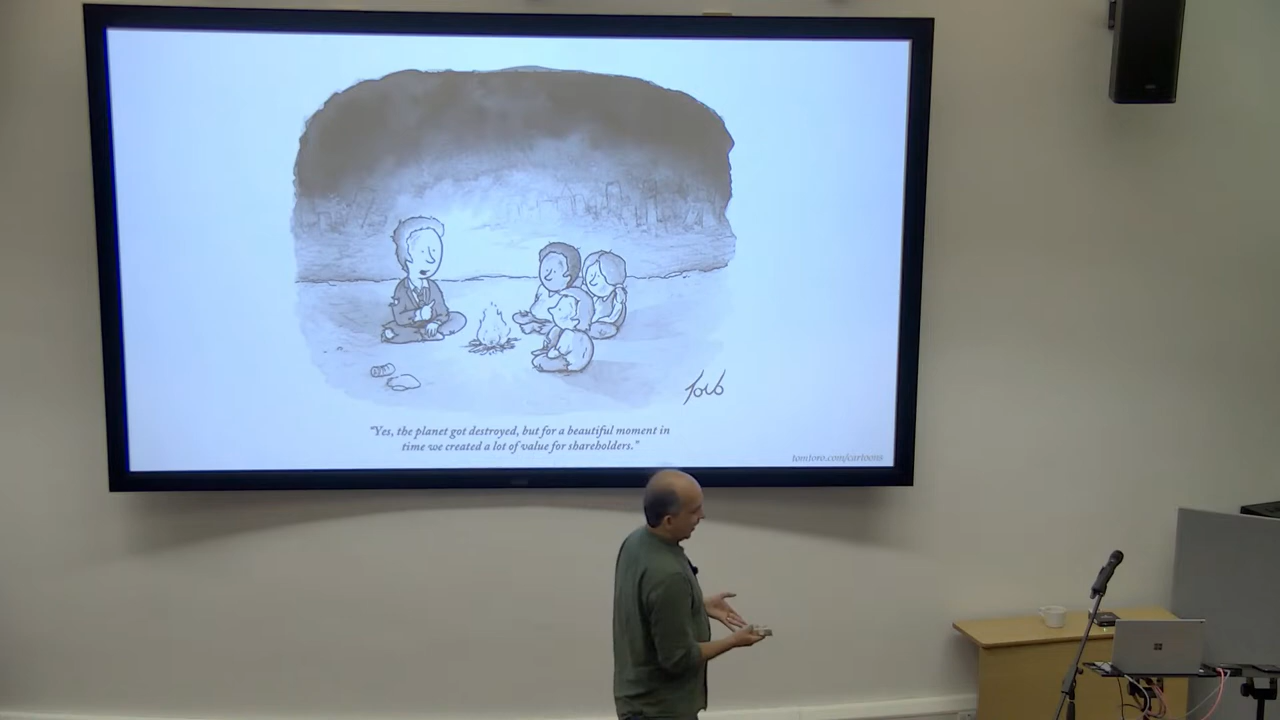 Toro
"Yes, the planet got destroyed, but for a beautiful moment in
time we created a lot of value for shareholders."
tomtoro.com/cartoons